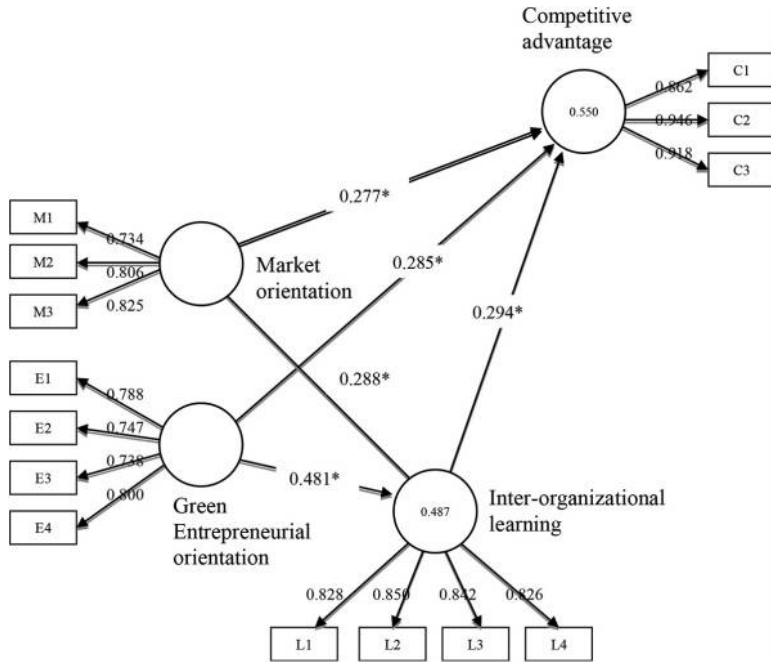 Competitive
advantage
0.550
0.862
C1
0.946
C2
0.918
C3
0.277*
M1
0.734
M2
0.806
M3
0.825
Market
orientation
0.285*
0.294*
0.288*
E1
0.788
E2
0.747
E3
0.738
E4
0.800
Green
Entrepreneurial
orientation
0.481*
0.487
Inter-organizational
learning
0.828
0.850
0.842
0.826
L1
L2
L3
L4